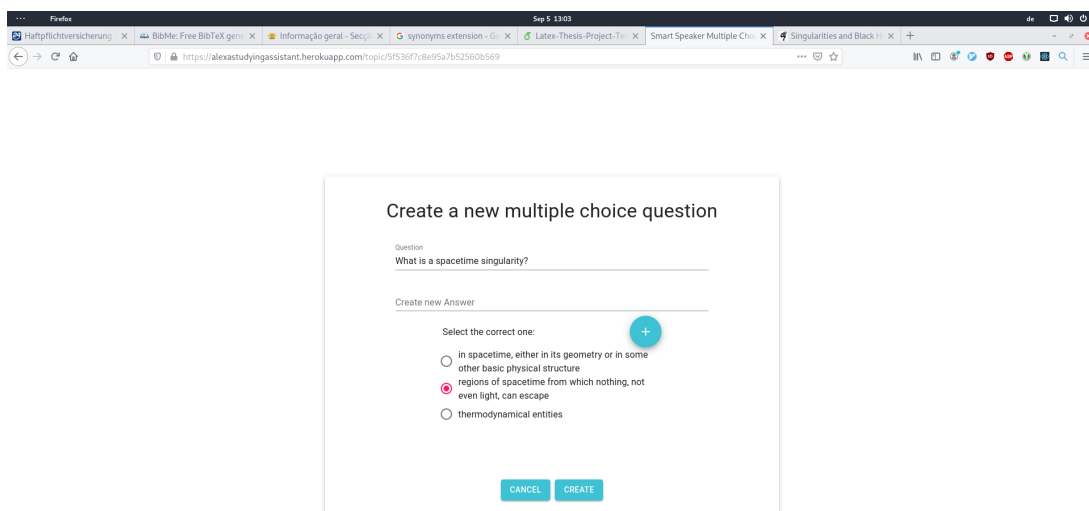 Firefox
Sep 5 13:03
de
Haftpflichtversicherung
BibMe: Free BibTeX gene
Informação geral - Secçã
synonyms extension - Go
Latex-Thesis-Project-Te
Smart Speaker Multiple Cho
Singularities and Black H
https://alexastudyingassistant.herokuapp.com/topic/5f536f7c8e95a7b52560b569
Create a new multiple choice question
Question
What is a spacetime singularity?
Create new Answer
Select the correct one:
in spacetime, either in its geometry or in some
other basic physical structure
regions of spacetime from which nothing, not
even light, can escape
thermodynamical entities
CANCEL
CREATE